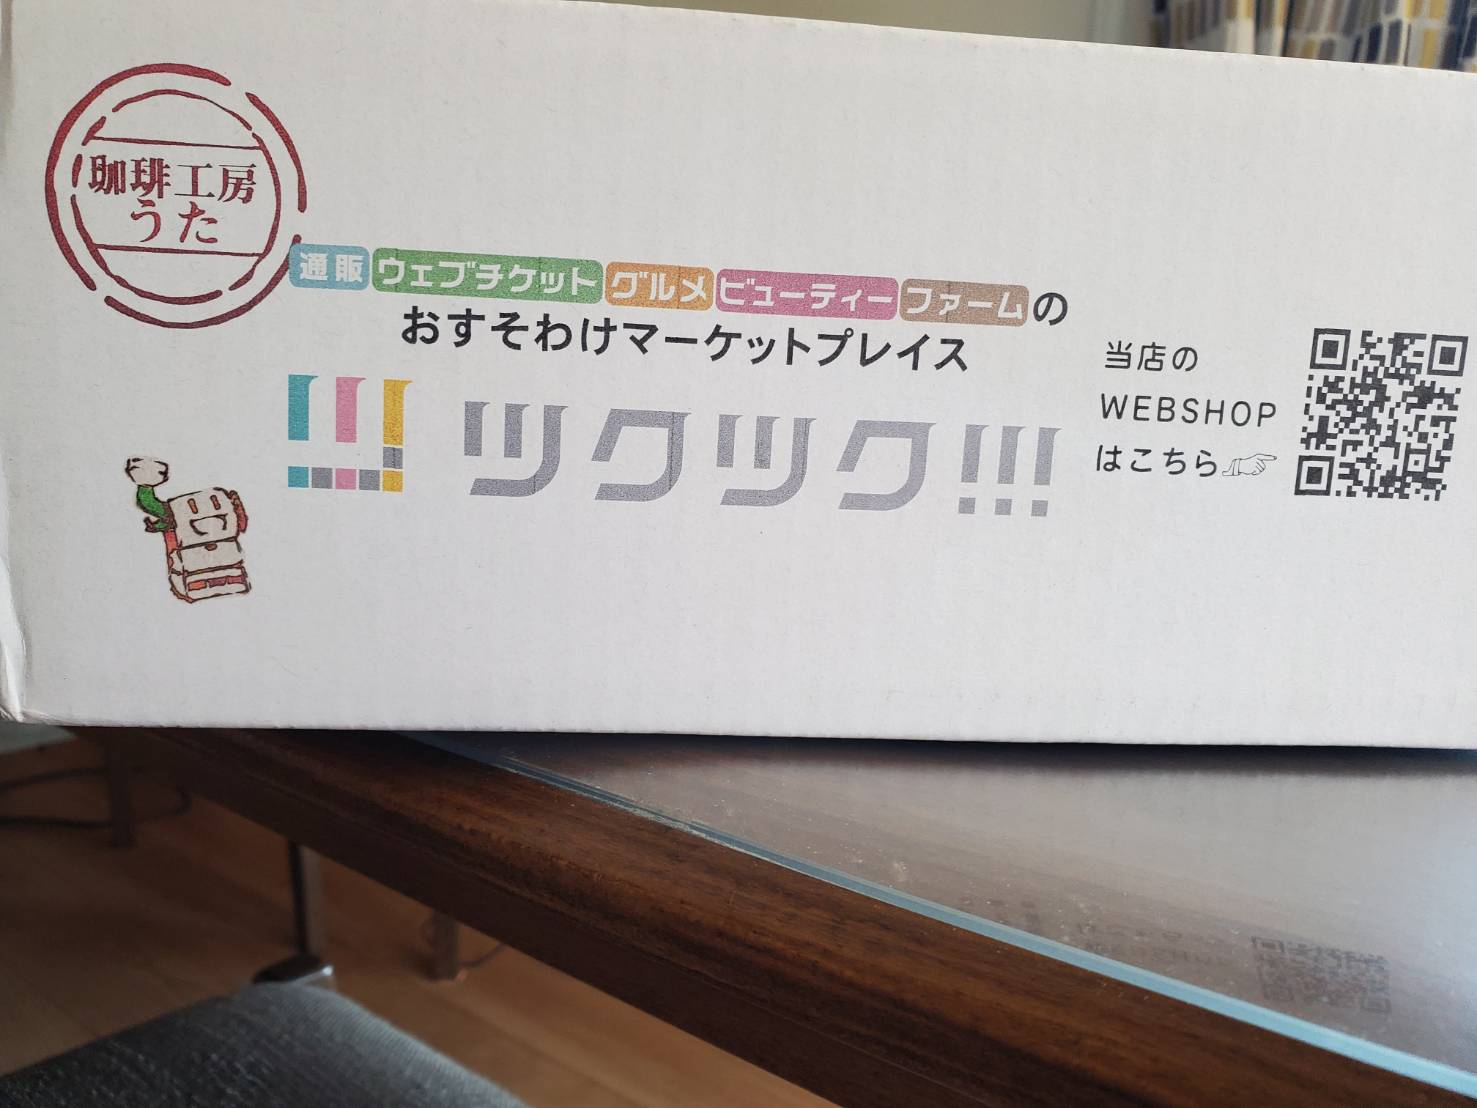 珈琲工房
うた
通販 ウェブチケット グルメ ビューティー ファームの
おすそわけマーケットプレイス
!!! ツクツク!!!
当店の
WEBSHOP
はこちら